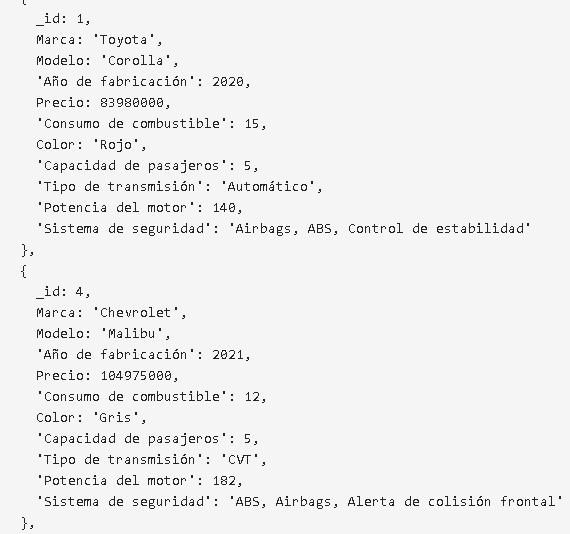 {
_id: 1,
Marca: 'Toyota',
Modelo: 'Corolla',
'Año de fabricación': 2020,
Precio: 83980000,
'Consumo de combustible': 15,
Color: 'Rojo',
'Capacidad de pasajeros': 5,
'Tipo de transmisión': 'Automático',
'Potencia del motor': 140,
'Sistema de seguridad': 'Airbags, ABS, Control de estabilidad'
},
{
_id: 4,
Marca: 'Chevrolet',
Modelo: 'Malibu',
'Año de fabricación': 2021,
Precio: 104975000,
'Consumo de combustible': 12,
Color: 'Gris',
'Capacidad de pasajeros': 5,
'Tipo de transmisión': 'CVT',
'Potencia del motor': 182,
'Sistema de seguridad': 'ABS, Airbags, Alerta de colisión frontal'
},